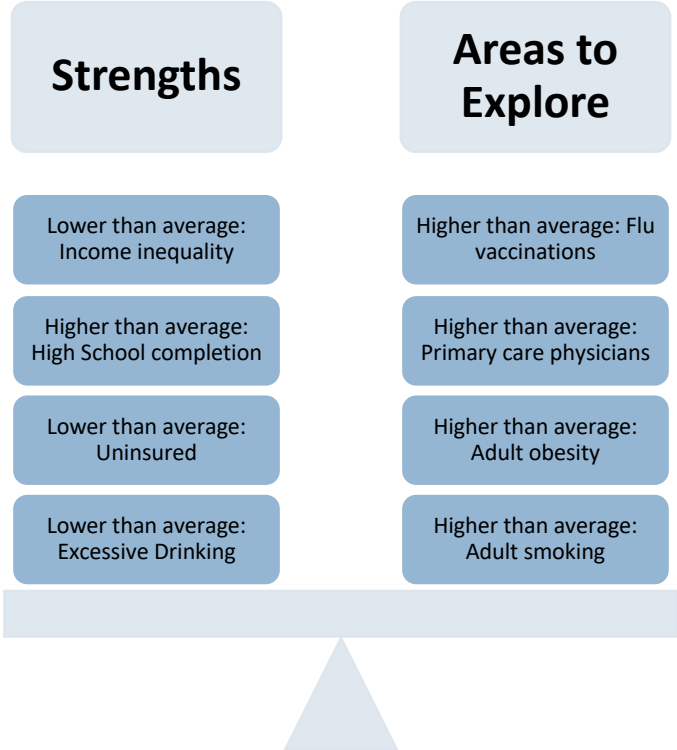 Strengths
Lower than average:
Income inequality
Higher than average:
High School completion
Lower than average:
Uninsured
Lower than average:
Excessive Drinking
Areas to
Explore
Higher than average: Flu
vaccinations
Higher than average:
Primary care physicians
Higher than average:
Adult obesity
Higher than average:
Adult smoking